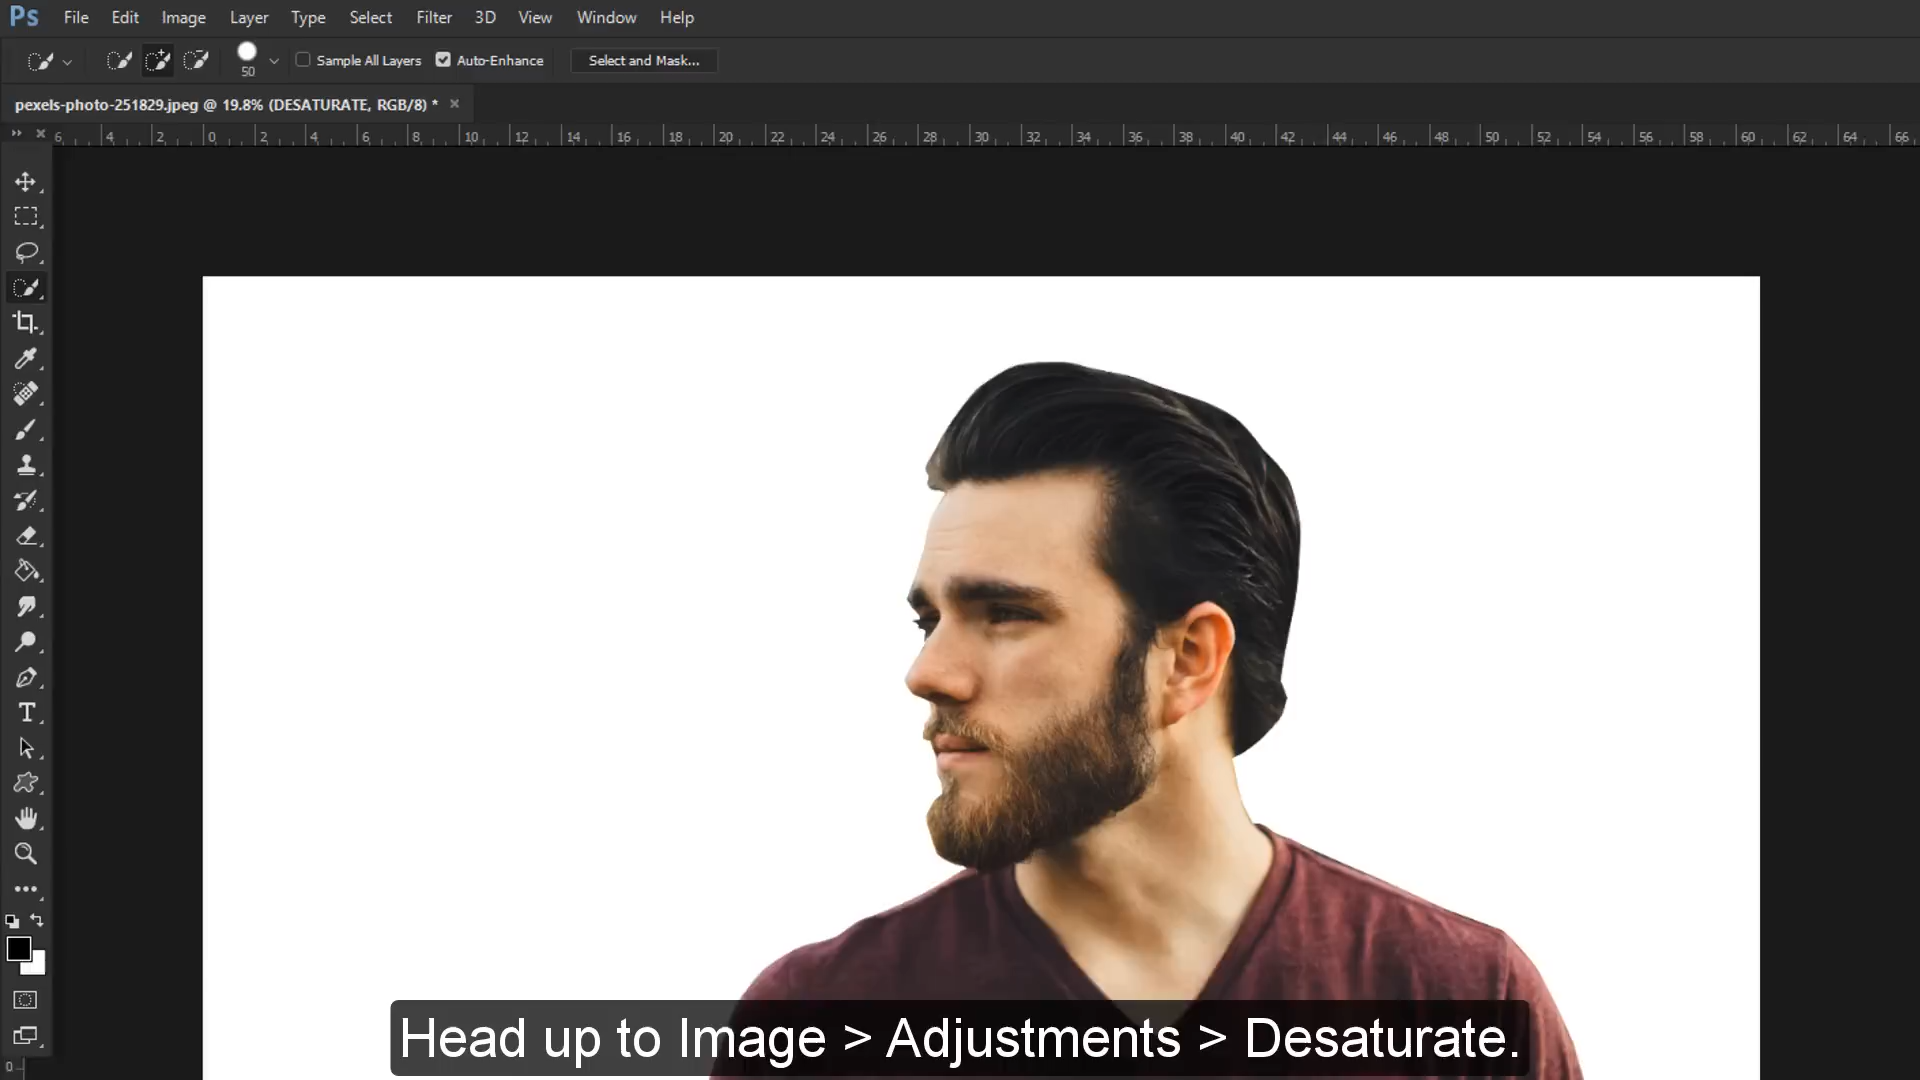 Ps File Edit Image Layer Type Select Filter 3D View Window Help
50 Sample All Layers Auto-Enhance Select and Mask...
pexels-photo-251829.jpeg @ 19.8% (DESATURATE, RGB/8) * ×
6 4 2 0 2 4 6 8 10 12 14 16 18 20 22 24 26 28 30 32 34 36 38 40 42 44 46 48 50 52 54 56 58 60 62 64 66
T
0
Head up to Image > Adjustments > Desaturate.